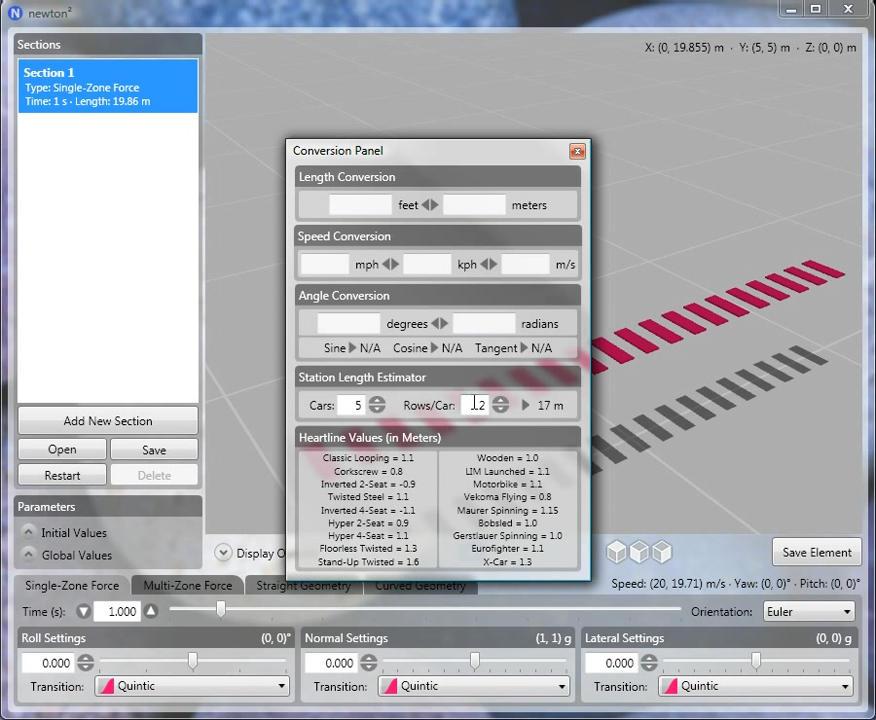 newton²
Sections
Section 1
Type: Single-Zone Force
Time: 1 s · Length: 19.86 m
X: (0, 19.855) m · Y: (5, 5) m · Z: (0, 0) m
Conversion Panel
Length Conversion
feet meters
Speed Conversion
mph kph m/s
Angle Conversion
degrees radians
Sine N/A Cosine N/A Tangent N/A
Station Length Estimator
Cars: 5 Rows/Car: 2 17 m
Heartline Values (in Meters)
Classic Looping = 1.1
Corkscrew = 0.8
Inverted 2-Seat = -0.9
Twisted Steel = 1.1
Inverted 4-Seat = -1.1
Hyper 2-Seat = 0.9
Hyper 4-Seat = 1.1
Floorless Twisted = 1.3
Stand-Up Twisted = 1.6
Wooden = 1.0
LIM Launched = 1.1
Motorbike = 1.1
Vekoma Flying = 0.8
Maurer Spinning = 1.15
Bobsled = 1.0
Gerstlauer Spinning = 1.0
Eurofighter = 1.1
X-Car = 1.3
Add New Section
Open Save
Restart Delete
Parameters
Initial Values
Global Values
Display O
Save Element
Single-Zone Force Multi-Zone Force Straight Geometry Curved Geometry
Speed: (20, 19.71) m/s · Yaw: (0, 0)° · Pitch: (0, 0)°
Time (s): 1.000 Orientation: Euler
Roll Settings (0, 0)°
0.000
Transition: Quintic
Normal Settings (1, 1) g
0.000
Transition: Quintic
Lateral Settings (0, 0) g
0.000
Transition: Quintic